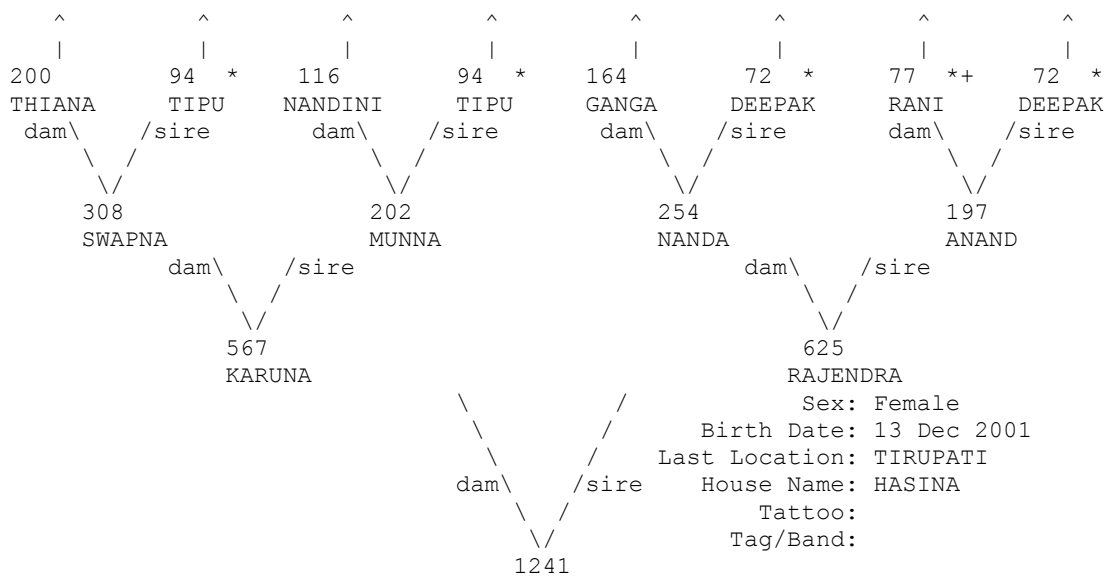 ^ ^ ^ ^ ^ ^ ^ ^
| | | | | | | |
200 94 * 116 94 * 164 72 * 77 *+ 72 *
THIANA TIPU NANDINI TIPU GANGA DEEPAK RANI DEEPAK
dam\ /sire dam\ /sire dam\ /sire dam\ /sire
\ / \ / \ / \ /
\/ \/ \/ \/
308 202 254 197
SWAPNA MUNNA NANDA ANAND
dam\ /sire dam\ /sire
\ / \ /
\/ \/
567 625
KARUNA RAJENDRA
\ / Sex: Female
\ / Birth Date: 13 Dec 2001
\ / Last Location: TIRUPATI
dam\ /sire House Name: HASINA
\ / Tattoo:
\/ Tag/Band:
1241